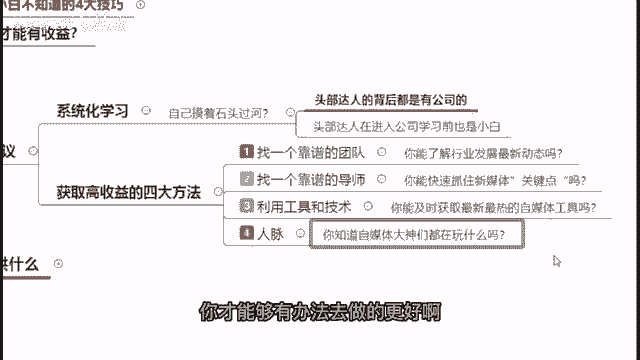 小白不知道的4大技巧
才能有收益?
系统化学习
自己摸着石头过河?
头部达人的背后都是有公司的
头部达人在进入公司学习前也是小白
议
获取高收益的四大方法
1 找一个靠谱的团队
你能了解行业发展最新动态吗?
2 找一个靠谱的导师
你能快速抓住新媒体"关键点"吗?
3 利用工具和技术
你能及时获取最新最热的自媒体工具吗?
4 人脉
你知道自媒体大神们都在玩什么吗?
供什么
你才能够有办法去做的更好啊